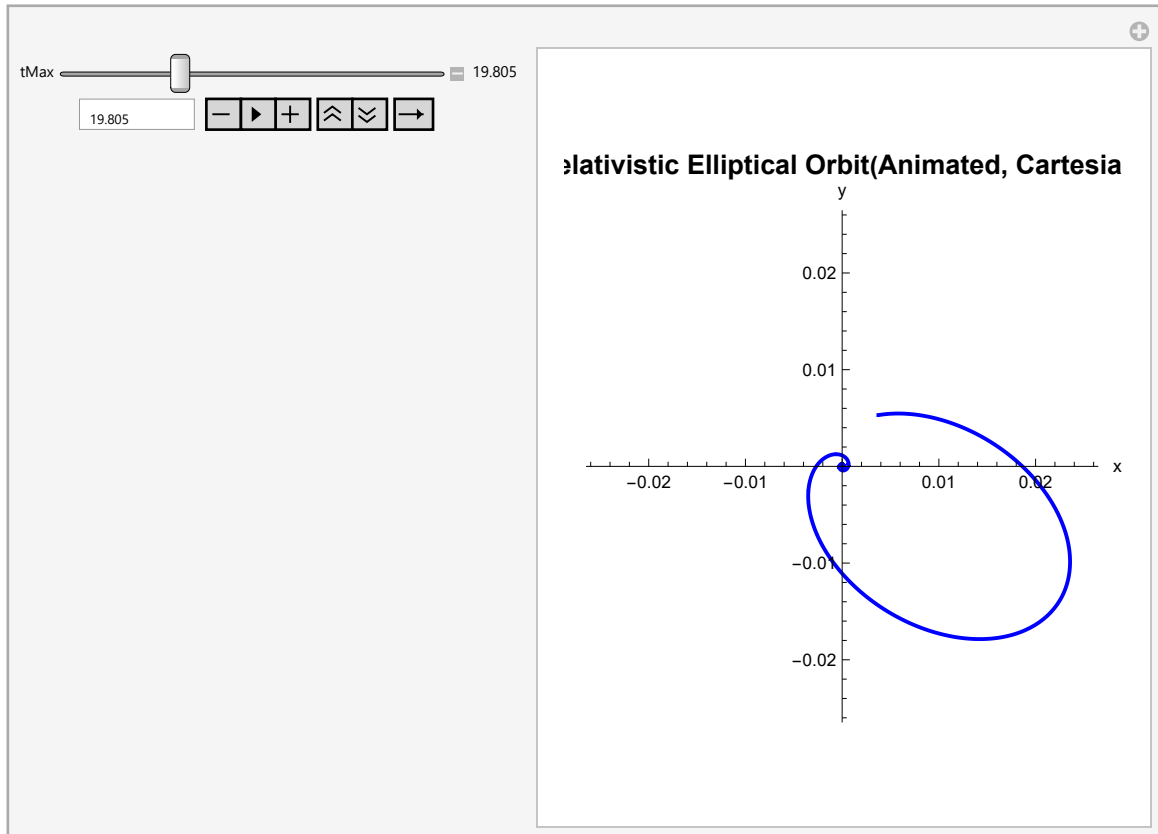 tMax 19.805
19.805
elativistic Elliptical Orbit(Animated, Cartesia
y
0.02
0.01
x
−0.02 −0.01 0.01 0.02
−0.01
−0.02